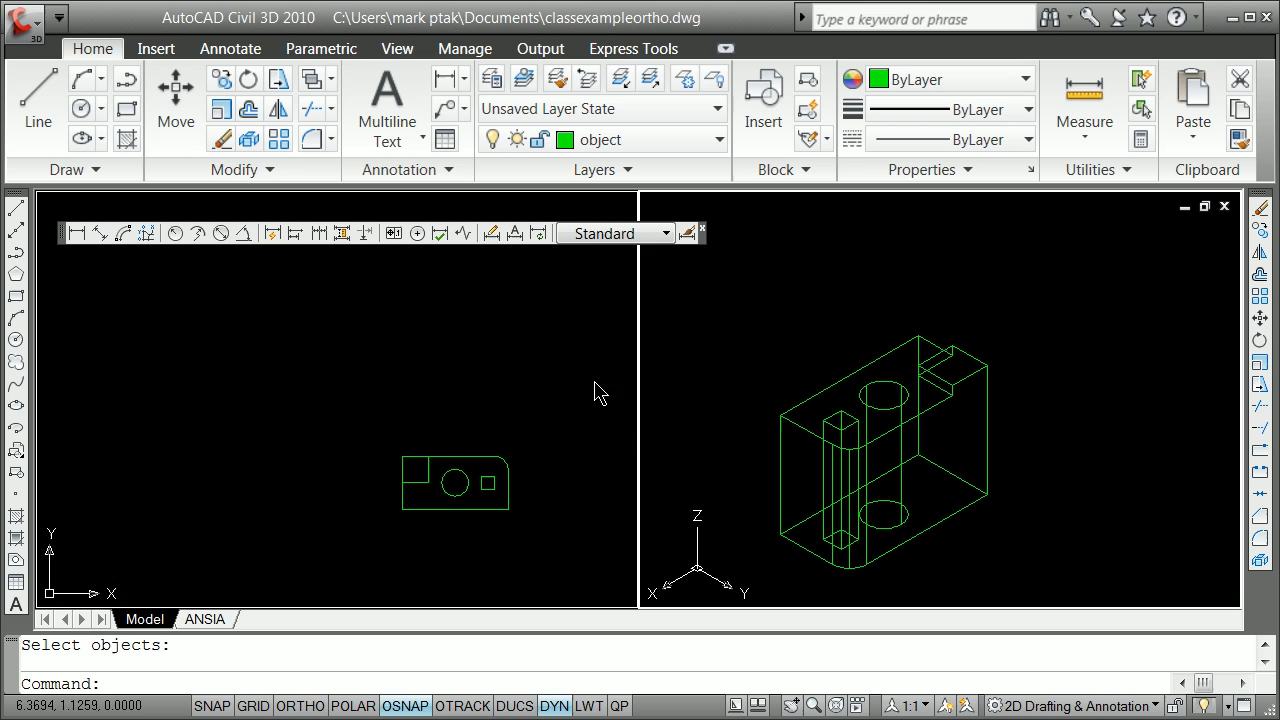 AutoCAD Civil 3D 2010 C:\Users\mark ptak\Documents\classexampleortho.dwg
Type a keyword or phrase
3D
Home Insert Annotate Parametric View Manage Output Express Tools
Line
Move
Multiline
Text
Unsaved Layer State
object
Insert
ByLayer
ByLayer
ByLayer
Measure
Paste
Draw
Modify
Annotation
Layers
Block
Properties
Utilities
Clipboard
Standard
Y
X
Z
X
Y
A
Model
ANSIA
Select objects:
Command:
6.3694, 1.1259, 0.0000
SNAP GRID ORTHO POLAR OSNAP OTRACK DUCS DYN LWT QP
1:1
2D Drafting & Annotation